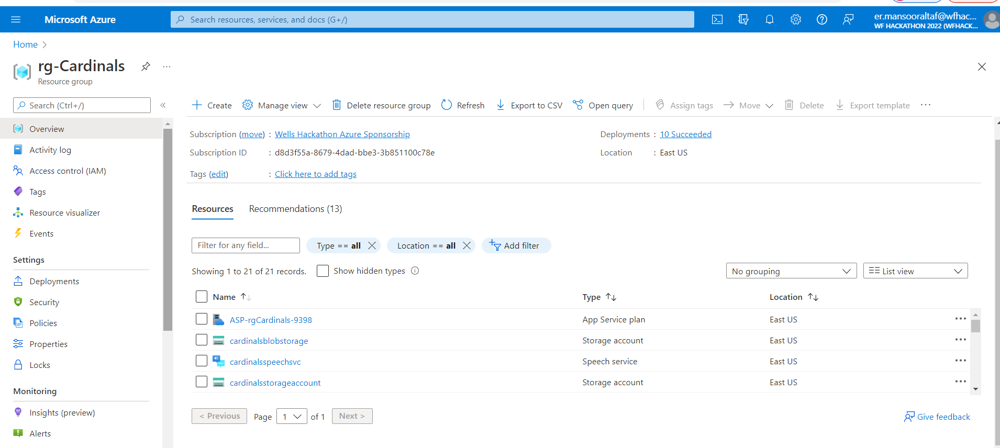 Microsoft Azure
Search resources, services, and docs (G+/)
er.mansooraltaf@wfhac...
WF HACKATHON 2022 (WFHACK...
Home
rg-Cardinals
Resource group
Search (Ctrl+/)
Create
Manage view
Delete resource group
Refresh
Export to CSV
Open query
Assign tags
Move
Delete
Export template
Overview
Activity log
Access control (IAM)
Tags
Resource visualizer
Events
Settings
Deployments
Security
Policies
Properties
Locks
Monitoring
Insights (preview)
Alerts
Subscription (move) : Wells Hackathon Azure Sponsorship
Subscription ID : d8d3f55a-8679-4dad-bbe3-3b851100c78e
Tags (edit) : Click here to add tags
Deployments : 10 Succeeded
Location : East US
Resources
Recommendations (13)
Filter for any field...
Type == all
Location == all
Add filter
Showing 1 to 21 of 21 records.
Show hidden types
No grouping
List view
Name Type Location
ASP-rgCardinals-9398 App Service plan East US
cardinalsblobstorage Storage account East US
cardinalsspeechsvc Speech service East US
cardinalsstorageaccount Storage account East US
< Previous Page 1 of 1 Next >
Give feedback